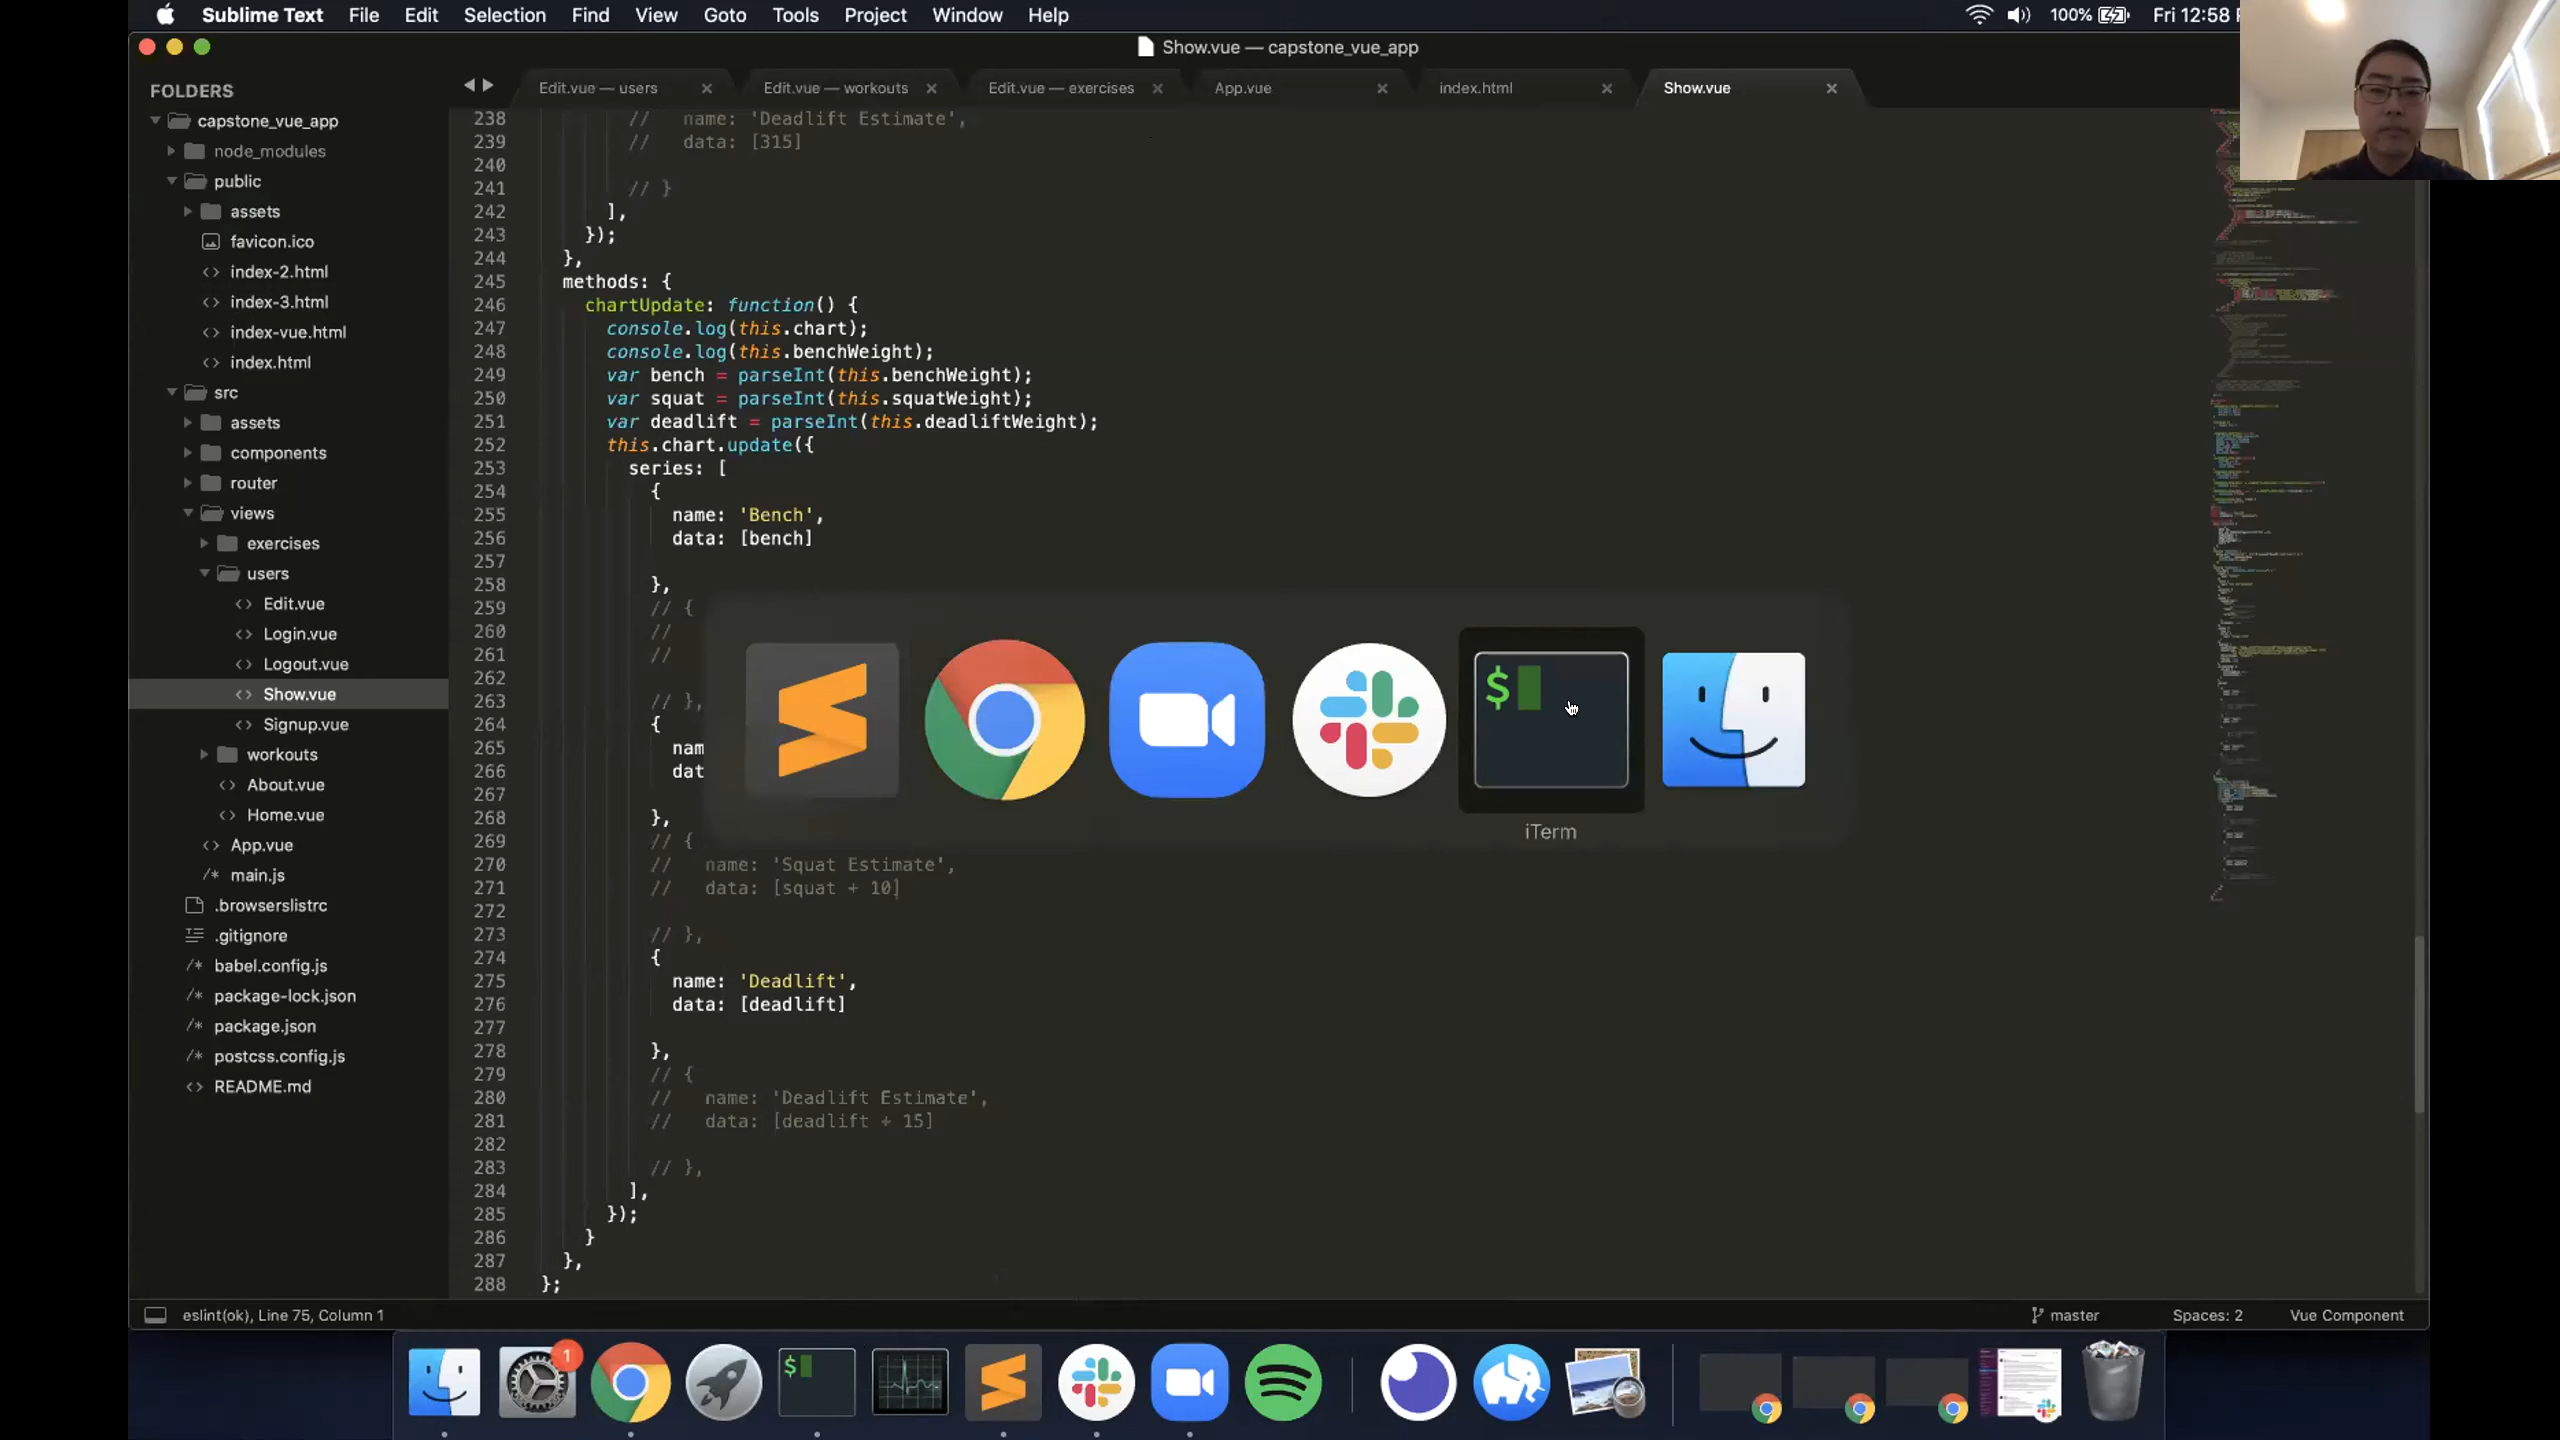 Sublime Text File Edit Selection Find View Goto Tools Project Window Help
100% Fri 12:58
Show.vue — capstone_vue_app
FOLDERS
capstone_vue_app
node_modules
public
assets
favicon.ico
index-2.html
index-3.html
index-vue.html
index.html
src
assets
components
router
views
exercises
users
Edit.vue
Login.vue
Logout.vue
Show.vue
Signup.vue
workouts
About.vue
Home.vue
App.vue
/* main.js
.browserslistrc
.gitignore
/* babel.config.js
/* package-lock.json
/* package.json
/* postcss.config.js
README.md
Edit.vue — users Edit.vue — workouts Edit.vue — exercises App.vue index.html Show.vue
238 // name: 'Deadlift Estimate',
239 // data: [315]
240
241 // }
242 ],
243 });
244 },
245 methods: {
246 chartUpdate: function() {
247 console.log(this.chart);
248 console.log(this.benchWeight);
249 var bench = parseInt(this.benchWeight);
250 var squat = parseInt(this.squatWeight);
251 var deadlift = parseInt(this.deadliftWeight);
252 this.chart.update({
253 series: [
254 {
255 name: 'Bench',
256 data: [bench]
257
258 },
259 // {
260 //
261 //
262
263 // },
264 {
265 nam
266 dat
267
268 },
269 // {
270 // name: 'Squat Estimate',
271 // data: [squat + 10]
272
273 // },
274 {
275 name: 'Deadlift',
276 data: [deadlift]
277
278 },
279 // {
280 // name: 'Deadlift Estimate',
281 // data: [deadlift + 15]
282
283 // },
284 ],
285 });
286 }
287 },
288 };
$
iTerm
eslint(ok), Line 75, Column 1 master Spaces: 2 Vue Component
1
$